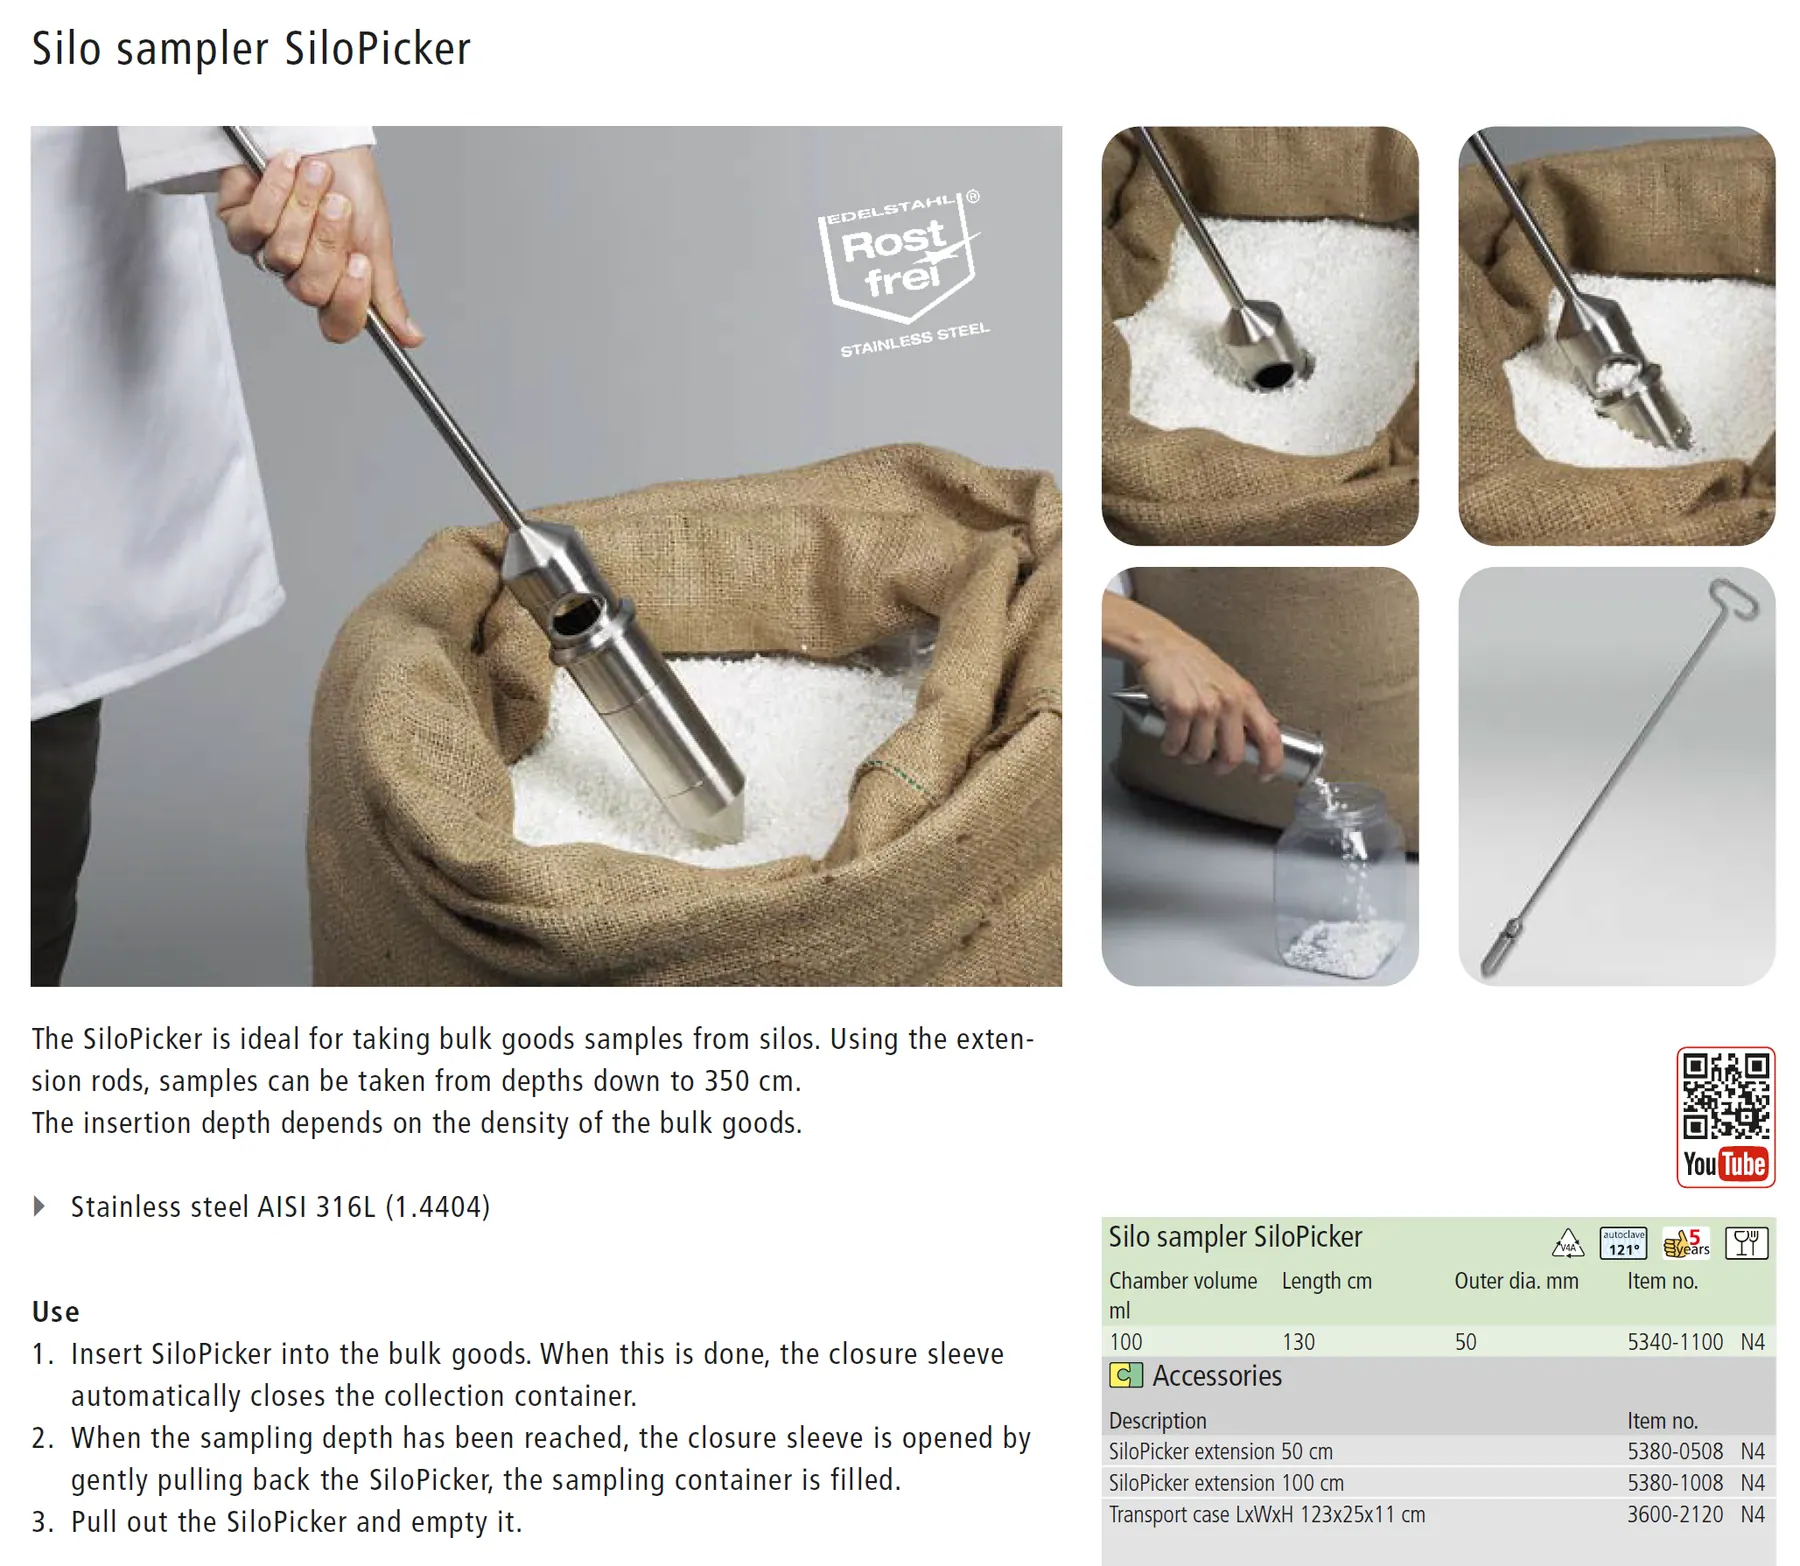 Silo sampler SiloPicker
EDELSTAHL ®
Rost
frei
STAINLESS STEEL
The SiloPicker is ideal for taking bulk goods samples from silos. Using the exten-
sion rods, samples can be taken from depths down to 350 cm.
The insertion depth depends on the density of the bulk goods.
Stainless steel AISI 316L (1.4404)
Use
1. Insert SiloPicker into the bulk goods. When this is done, the closure sleeve
automatically closes the collection container.
2. When the sampling depth has been reached, the closure sleeve is opened by
gently pulling back the SiloPicker, the sampling container is filled.
3. Pull out the SiloPicker and empty it.
YouTube
Silo sampler SiloPicker
V4A
autoclave
121°
5
years
Chamber volume Length cm Outer dia. mm Item no.
ml
100 130 50 5340-1100 N4
Accessories
Description Item no.
SiloPicker extension 50 cm 5380-0508 N4
SiloPicker extension 100 cm 5380-1008 N4
Transport case LxWxH 123x25x11 cm 3600-2120 N4